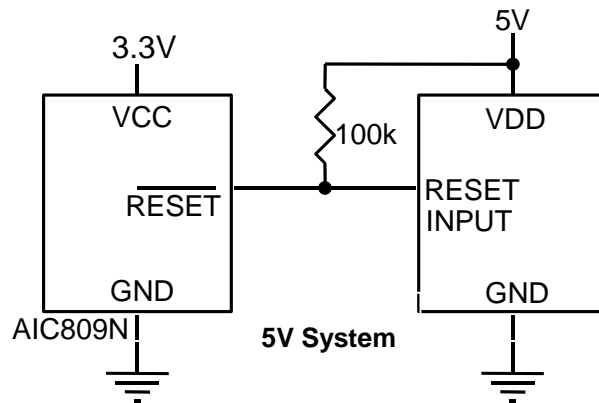 3.3V
5V
VCC
100k
VDD
RESET
RESET
INPUT
GND
GND
AIC809N
5V System